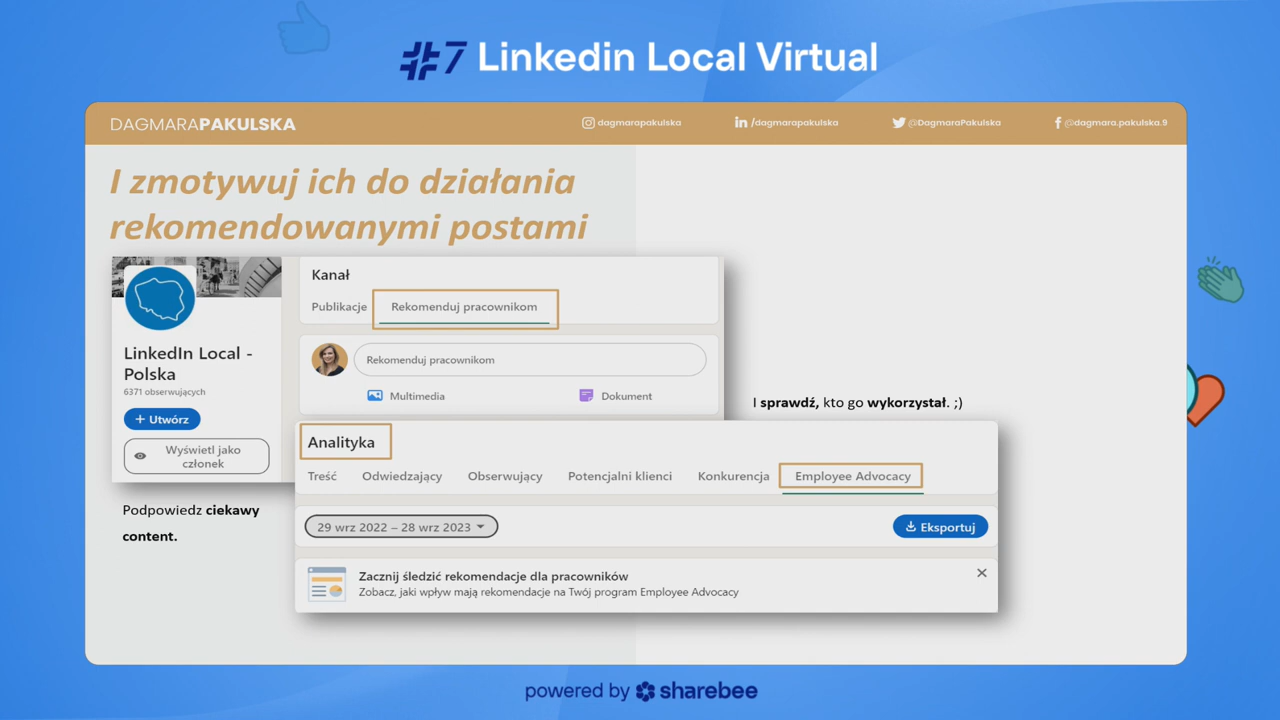 #7 Linkedin Local Virtual
DAGMARAPAKULSKA
dagmarapakulska
in /dagmarapakulska
@DagmaraPakulska
@dagmara.pakulska.9
I zmotywuj ich do działania
rekomendowanymi postami
LinkedIn Local -
Polska
6371 obserwujących
+ Utwórz
Wyświetl jako
członek
Kanał
Publikacje
Rekomenduj pracownikom
Rekomenduj pracownikom
Multimedia
Dokument
I sprawdź, kto go wykorzystał. ;)
Analityka
Treść
Odwiedzający
Obserwujący
Potencjalni klienci
Konkurencja
Employee Advocacy
29 wrz 2022 – 28 wrz 2023
Eksportuj
Zacznij śledzić rekomendacje dla pracowników
Zobacz, jaki wpływ mają rekomendacje na Twój program Employee Advocacy
Podpowiedz ciekawy
content.
powered by sharebee